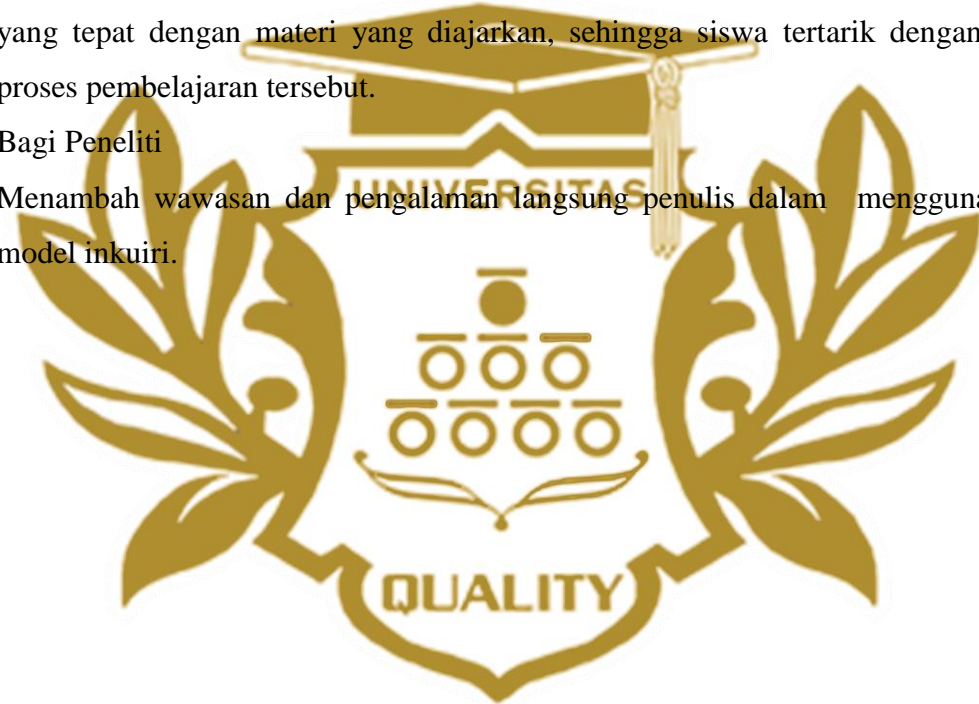 yang tepat dengan materi yang diajarkan, sehingga siswa tertarik dengan
proses pembelajaran tersebut.
Bagi Peneliti
Menambah wawasan dan pengalaman langsung penulis dalam mengguna
model inkuiri.
UNIVERSITAS
QUALITY